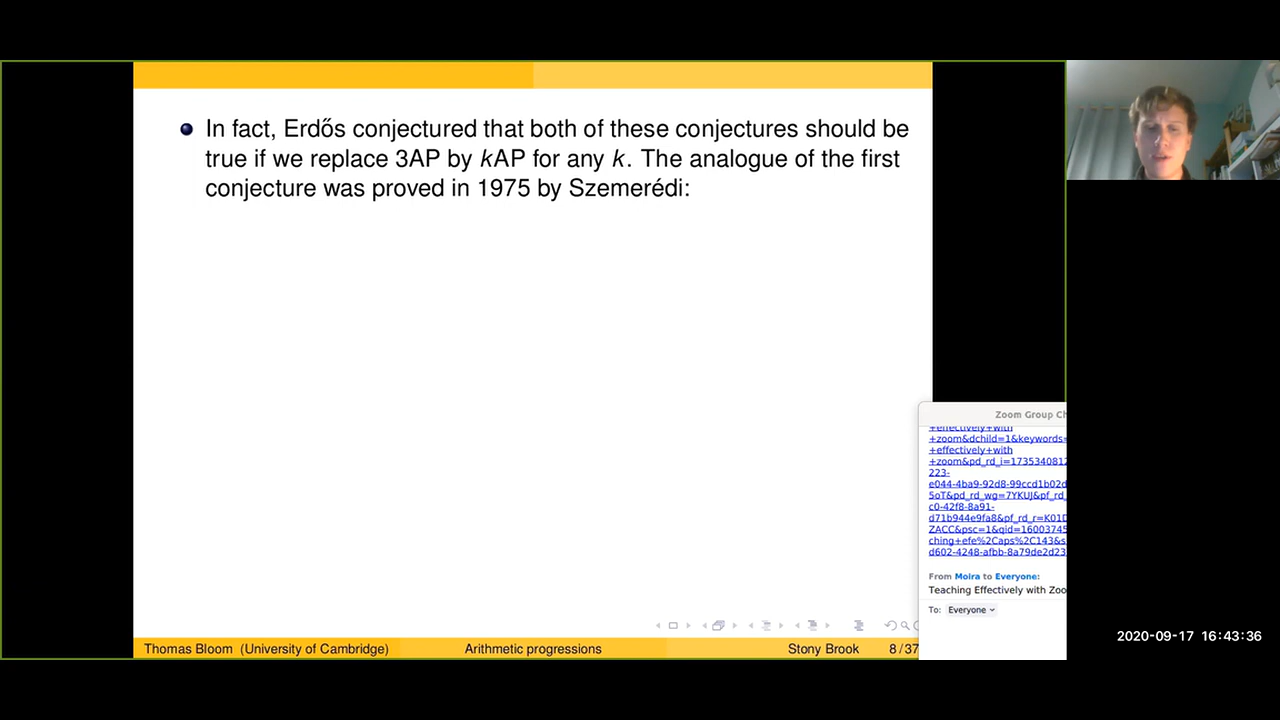 In fact, Erdős conjectured that both of these conjectures should be
true if we replace 3AP by kAP for any k. The analogue of the first
conjecture was proved in 1975 by Szemerédi:
Zoom Group Ch
+effectively+with
+zoom&dchild=1&keywords=
+effectively+with
+zoom&pd_rd_i=1735340812
223-
e044-4ba9-92d8-99ccd1b02d
5oT&pd_rd_wg=7YKUJ&pf_rd_
c0-42f8-8a91-
d71b944e9fa8&pf_rd_r=K01D
ZACC&psc=1&qid=16003745
ching+efe%2Caps%2C143&s
d602-4248-afbb-8a79de2d23
From Moira to Everyone:
Teaching Effectively with Zoo
To: Everyone
Thomas Bloom (University of Cambridge) Arithmetic progressions Stony Brook 8/37
2020-09-17 16:43:36